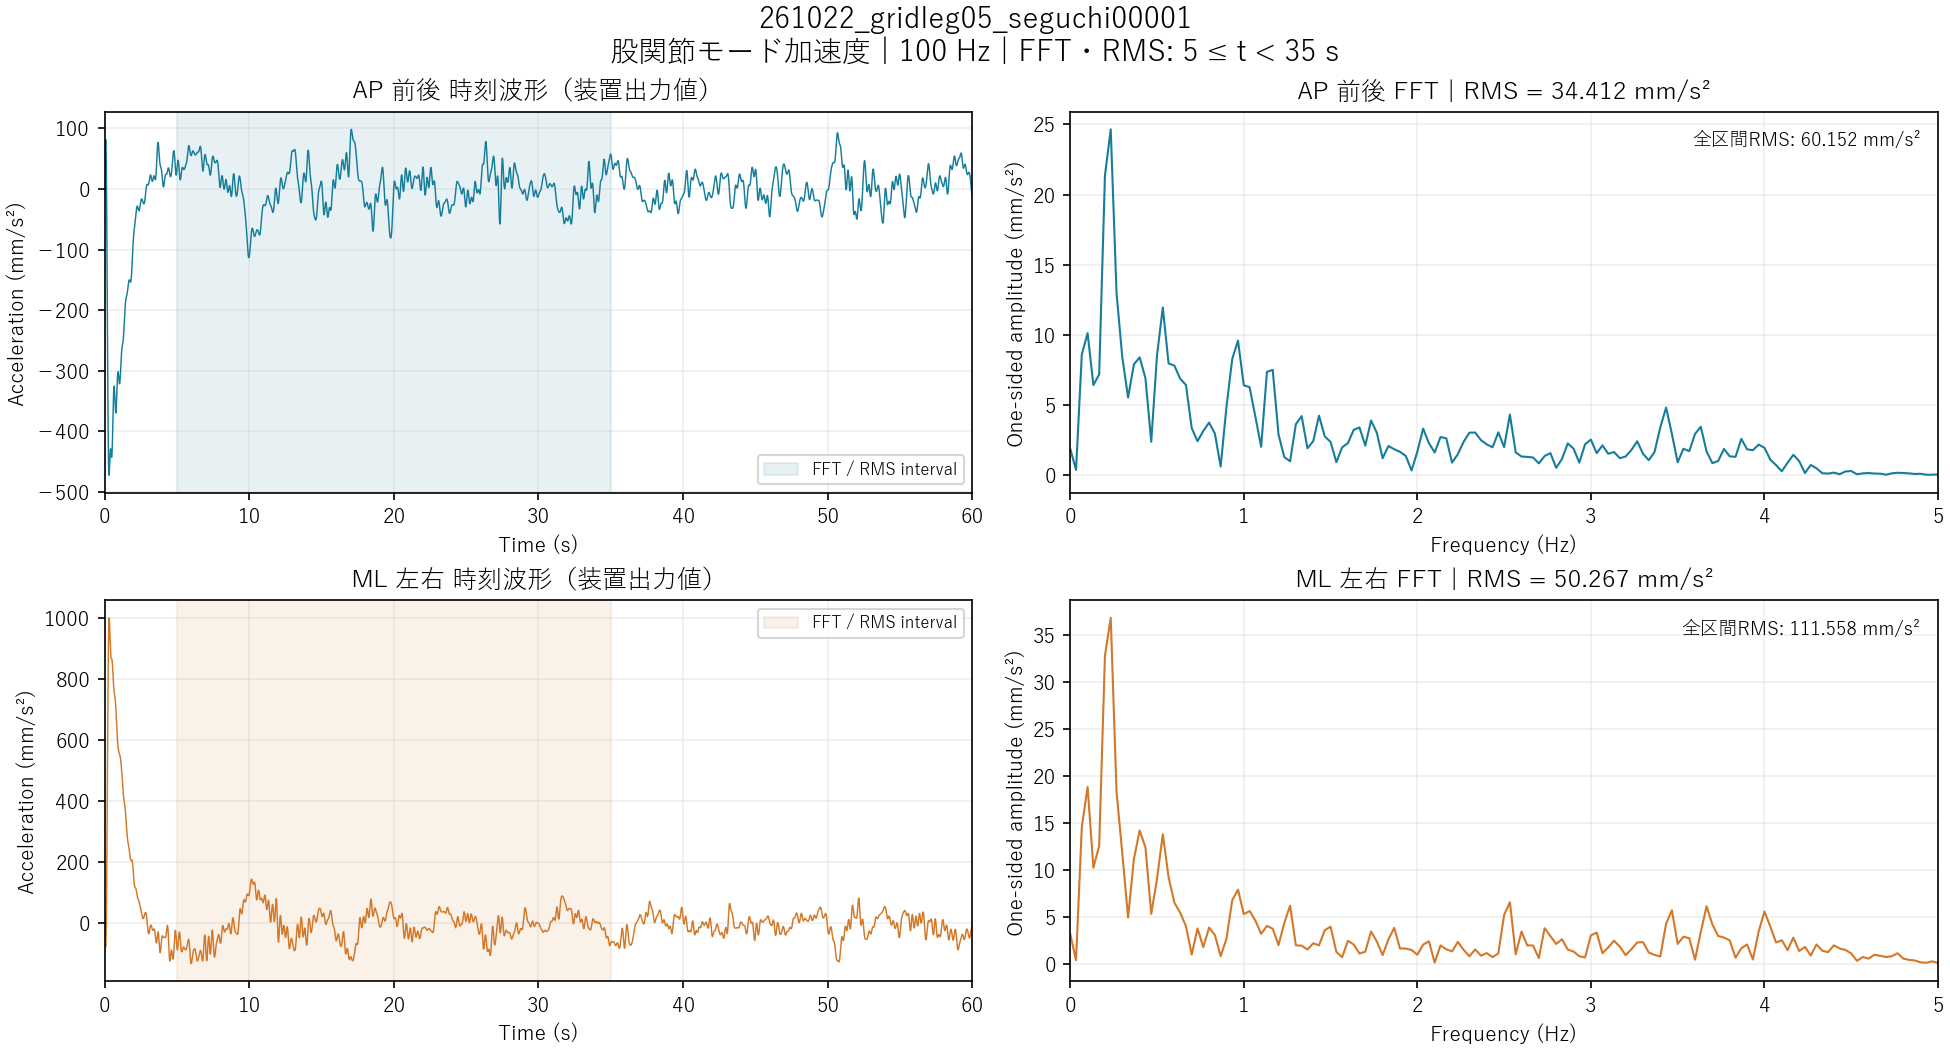 261022_gridleg05_seguchi00001
股関節モード加速度 | 100 Hz | FFT・RMS: 5 ≤ t < 35 s
AP 前後 時刻波形（装置出力値）
Acceleration (mm/s²)
100
0
−100
−200
−300
−400
−500
FFT / RMS interval
0 10 20 30 40 50 60
Time (s)
AP 前後 FFT | RMS = 34.412 mm/s²
One-sided amplitude (mm/s²)
25
20
15
10
5
0
全区間RMS: 60.152 mm/s²
0 1 2 3 4 5
Frequency (Hz)
ML 左右 時刻波形（装置出力値）
Acceleration (mm/s²)
1000
800
600
400
200
0
FFT / RMS interval
0 10 20 30 40 50 60
Time (s)
ML 左右 FFT | RMS = 50.267 mm/s²
One-sided amplitude (mm/s²)
35
30
25
20
15
10
5
0
全区間RMS: 111.558 mm/s²
0 1 2 3 4 5
Frequency (Hz)